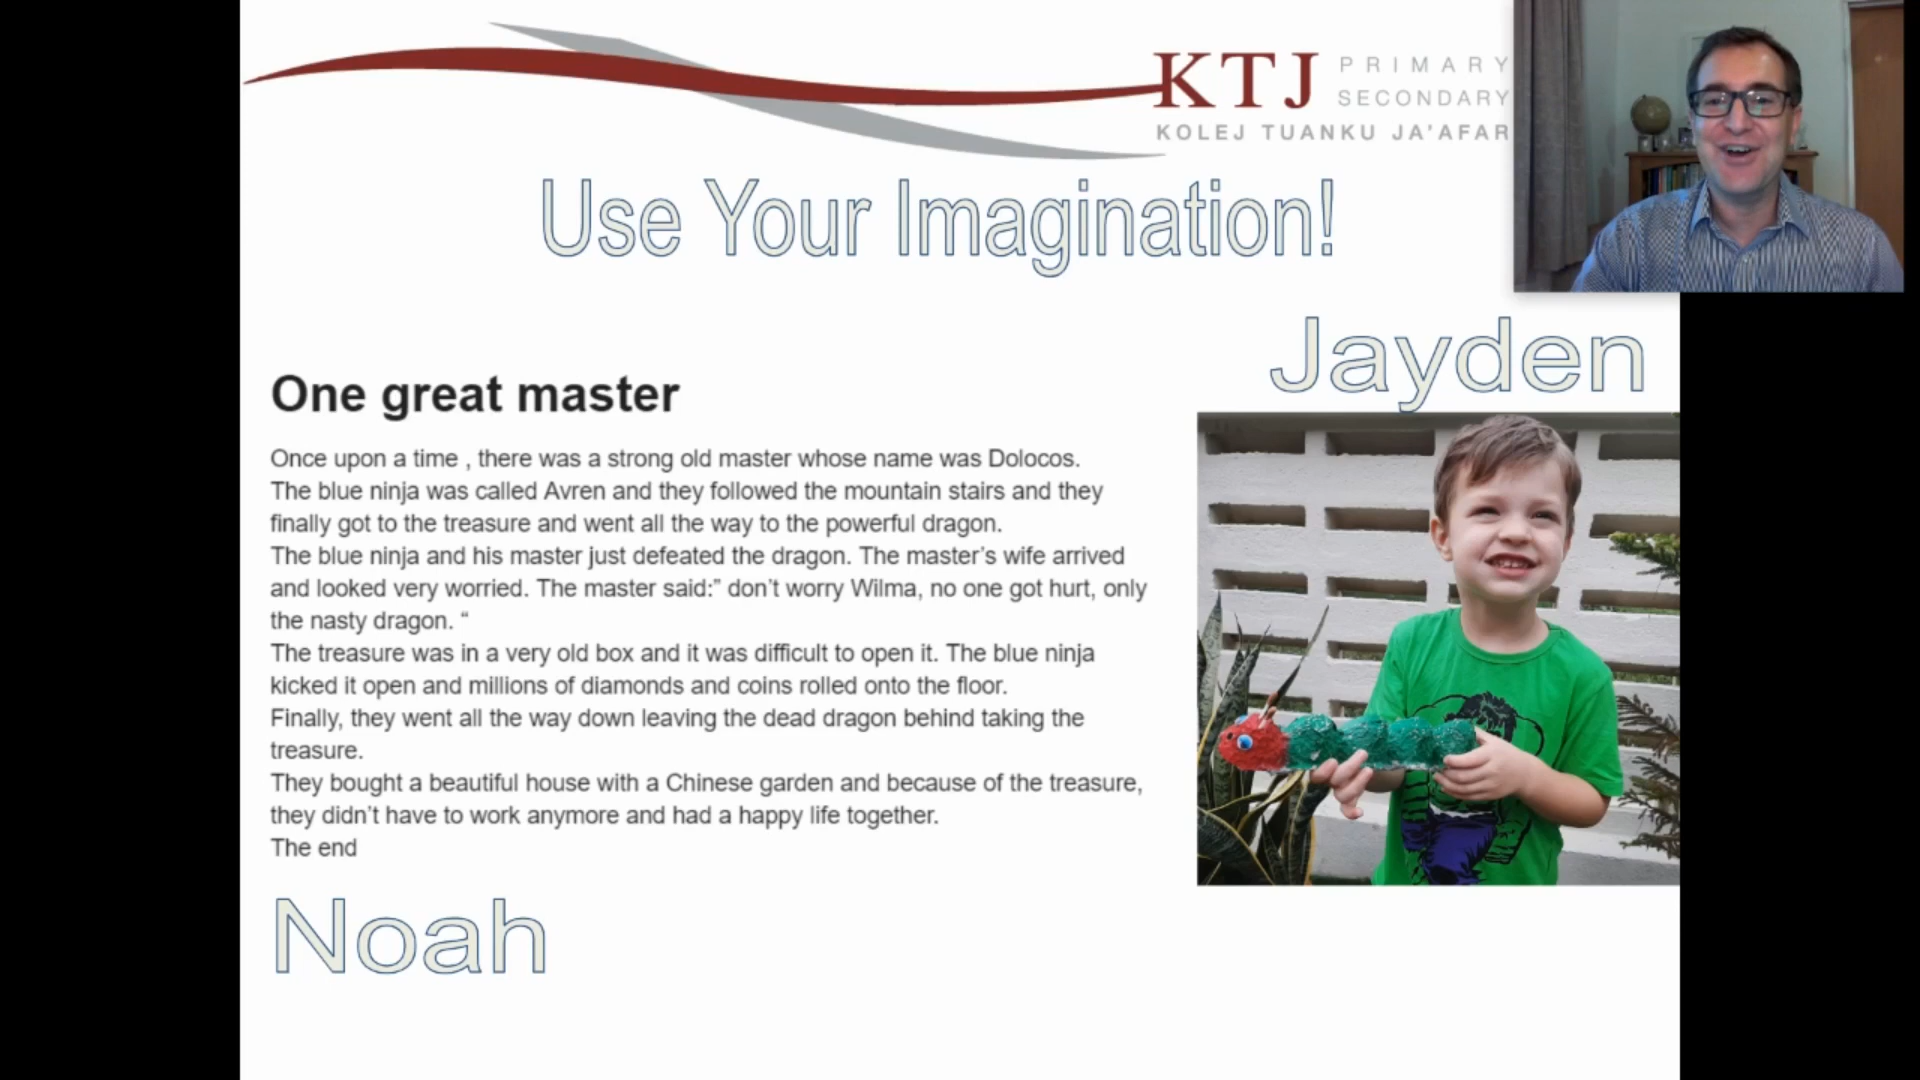 KTJ PRIMARY
SECONDARY
KOLEJ TUANKU JA'AFAR
Use Your Imagination!
Jayden
One great master
Once upon a time , there was a strong old master whose name was Dolocos.
The blue ninja was called Avren and they followed the mountain stairs and they
finally got to the treasure and went all the way to the powerful dragon.
The blue ninja and his master just defeated the dragon. The master’s wife arrived
and looked very worried. The master said:” don’t worry Wilma, no one got hurt, only
the nasty dragon. “
The treasure was in a very old box and it was difficult to open it. The blue ninja
kicked it open and millions of diamonds and coins rolled onto the floor.
Finally, they went all the way down leaving the dead dragon behind taking the
treasure.
They bought a beautiful house with a Chinese garden and because of the treasure,
they didn’t have to work anymore and had a happy life together.
The end
Noah